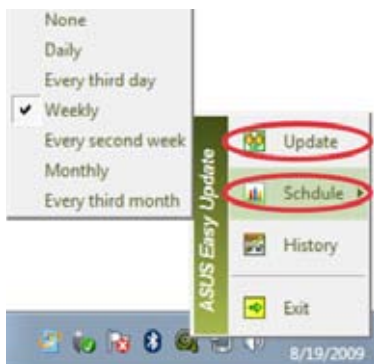 None
Daily
Every third day
Weekly
Every second week
Monthly
Every third month
ASUS Easy Update
Update
Schdule
History
Exit
8/19/2009